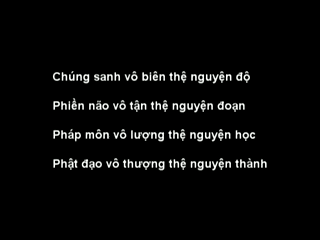 Chúng sanh vô biên thệ nguyện độ
Phiền não vô tận thệ nguyện đoạn
Pháp môn vô lượng thệ nguyện học
Phật đạo vô thượng thệ nguyện thành